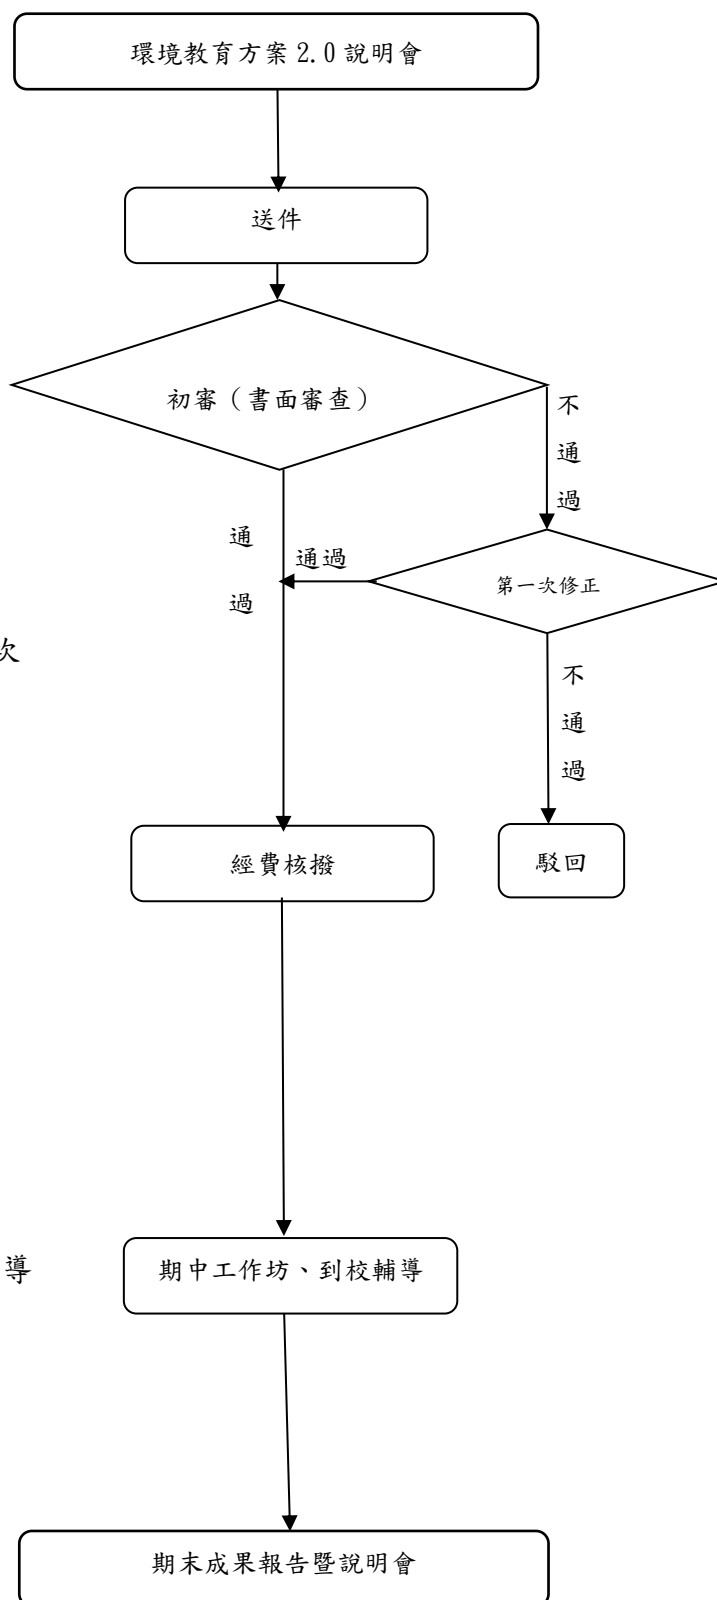 環境教育方案 2.0 說明會
送件
初審（書面審查）
不
通
過
通
過
通過
第一次修正
次
不
通
過
經費核撥
駁回
導
期中工作坊、到校輔導
期末成果報告暨說明會